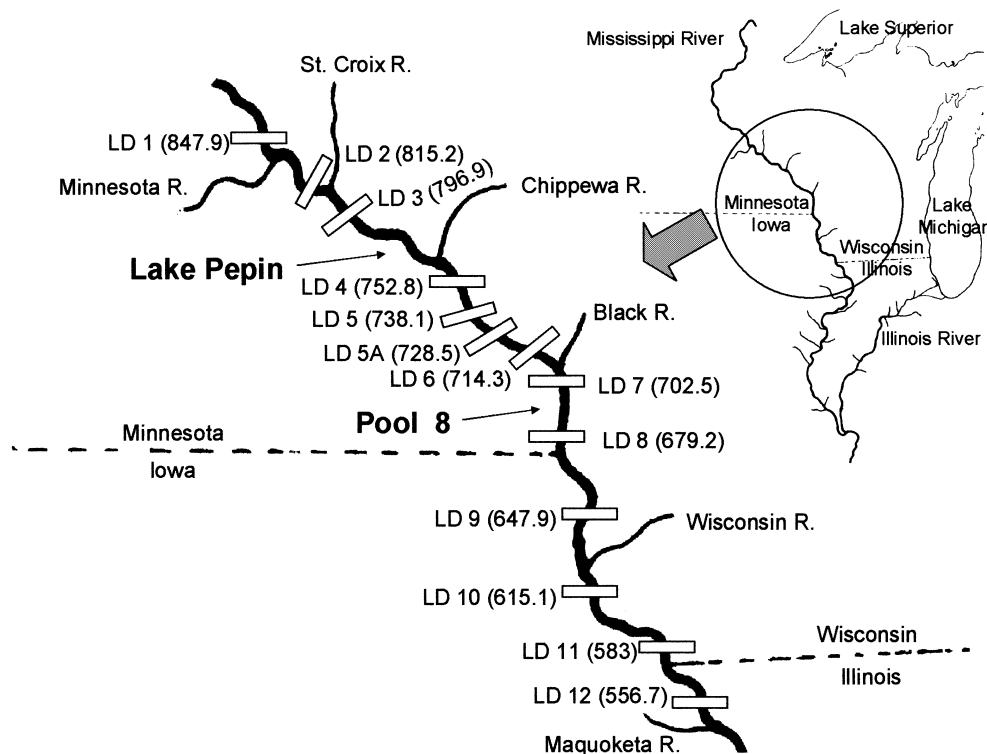 Mississippi River
Lake Superior
St. Croix R.
LD 1 (847.9)
LD 2 (815.2)
Minnesota R.
LD 3 (796.9)
Chippewa R.
Lake Pepin
LD 4 (752.8)
LD 5 (738.1)
LD 5A (728.5)
LD 6 (714.3)
Black R.
LD 7 (702.5)
Pool 8
LD 8 (679.2)
Minnesota
Iowa
LD 9 (647.9)
Wisconsin R.
LD 10 (615.1)
LD 11 (583)
Wisconsin
Illinois
LD 12 (556.7)
Maquoketa R.
Minnesota
Iowa
Lake
Michigan
Wisconsin
Illinois
Illinois River